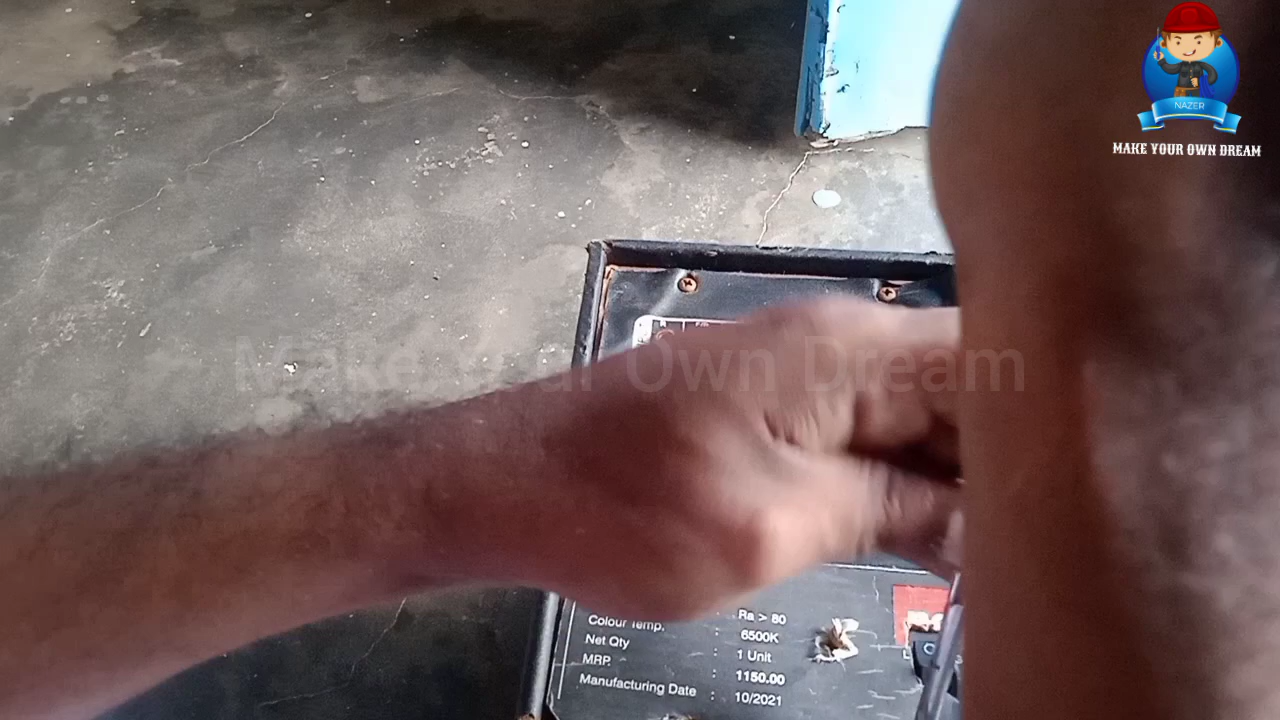 NAZER
MAKE YOUR OWN DREAM
Make Your Own Dream
Ra > 80
Colour Temp. : 6500K
Net Qty : 1 Unit
MRP : 1150.00
Manufacturing Date : 10/2021